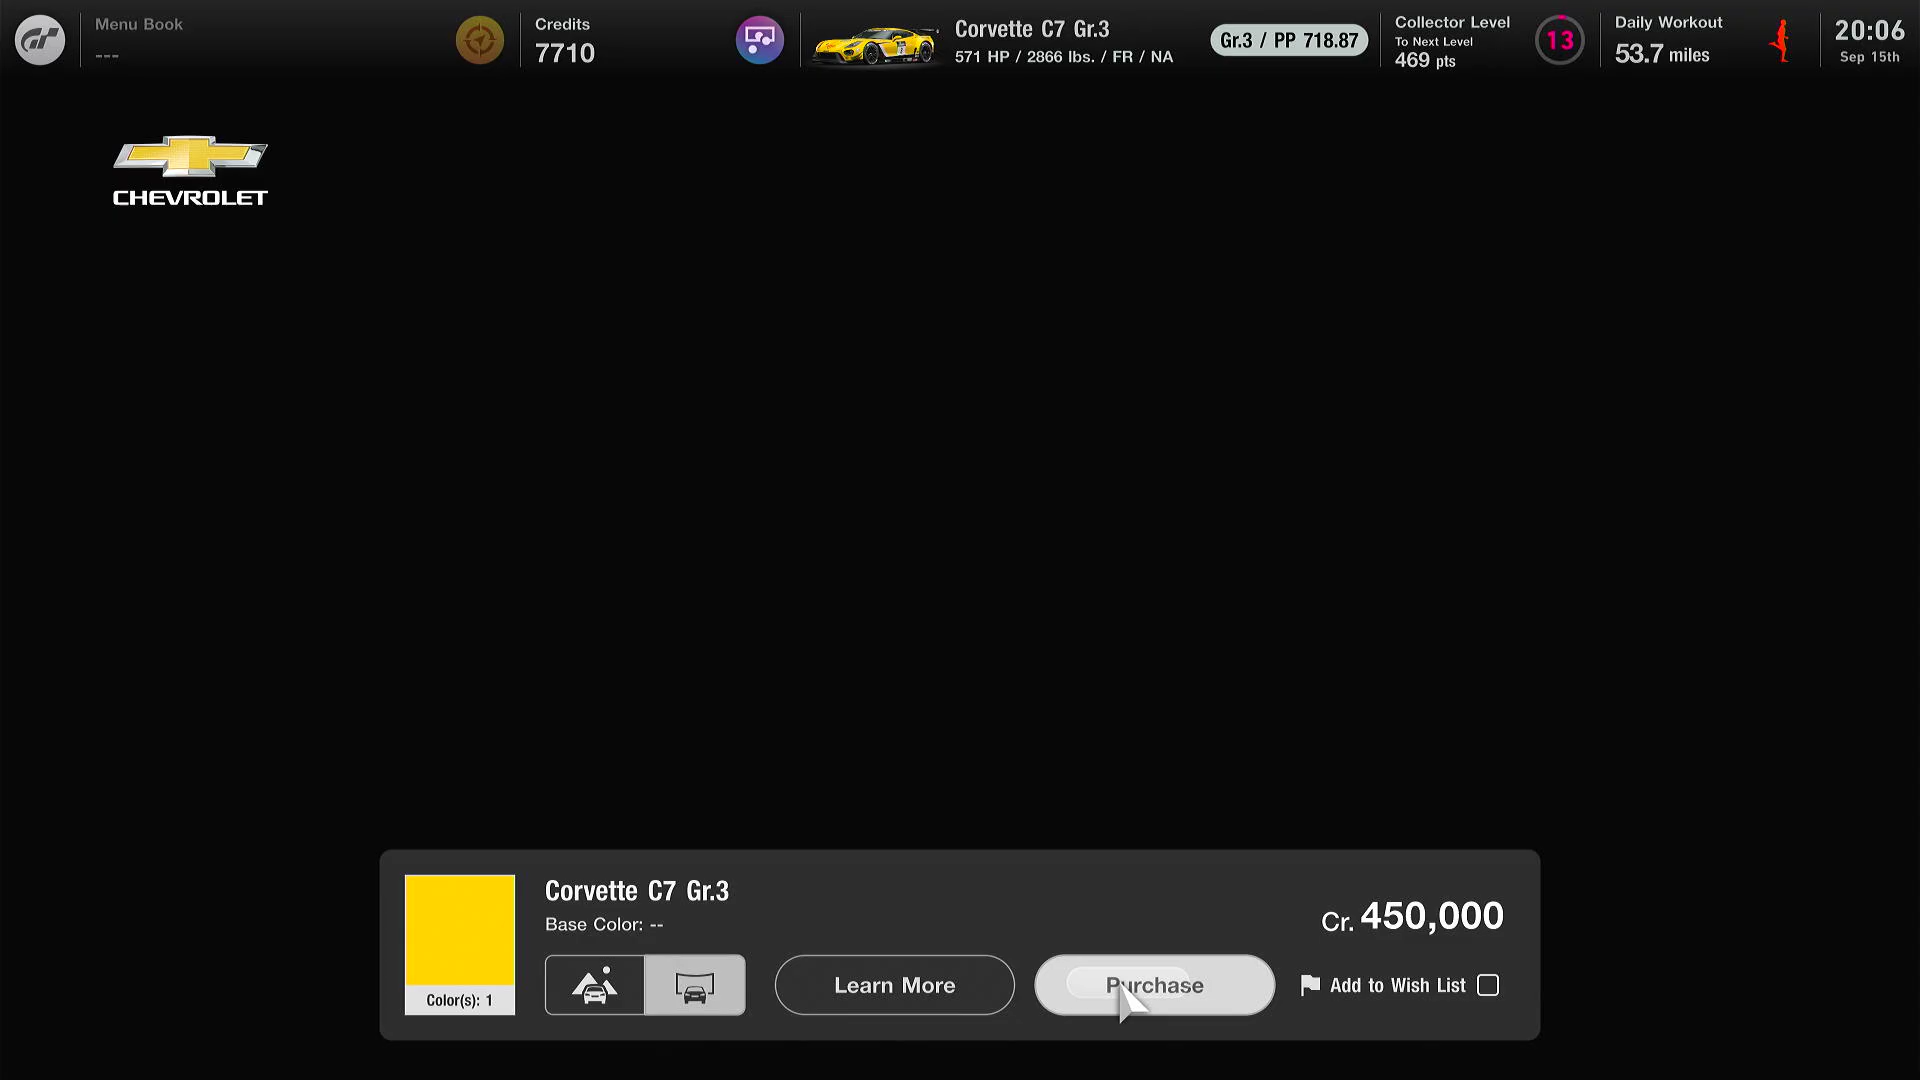 Menu Book
---
Credits
7710
Corvette C7 Gr.3
571 HP / 2866 lbs. / FR / NA
Gr.3 / PP 718.87
Collector Level
To Next Level
469 pts
13
Daily Workout
53.7 miles
20:06
Sep 15th
CHEVROLET
Corvette C7 Gr.3
Base Color: --
Cr. 450,000
Color(s): 1
Learn More
Purchase
Add to Wish List